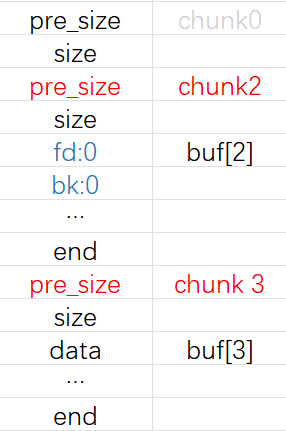 pre_size chunk0
size
pre_size chunk2
size
fd:0 buf[2]
bk:0
...
end
pre_size chunk 3
size
data buf[3]
...
end